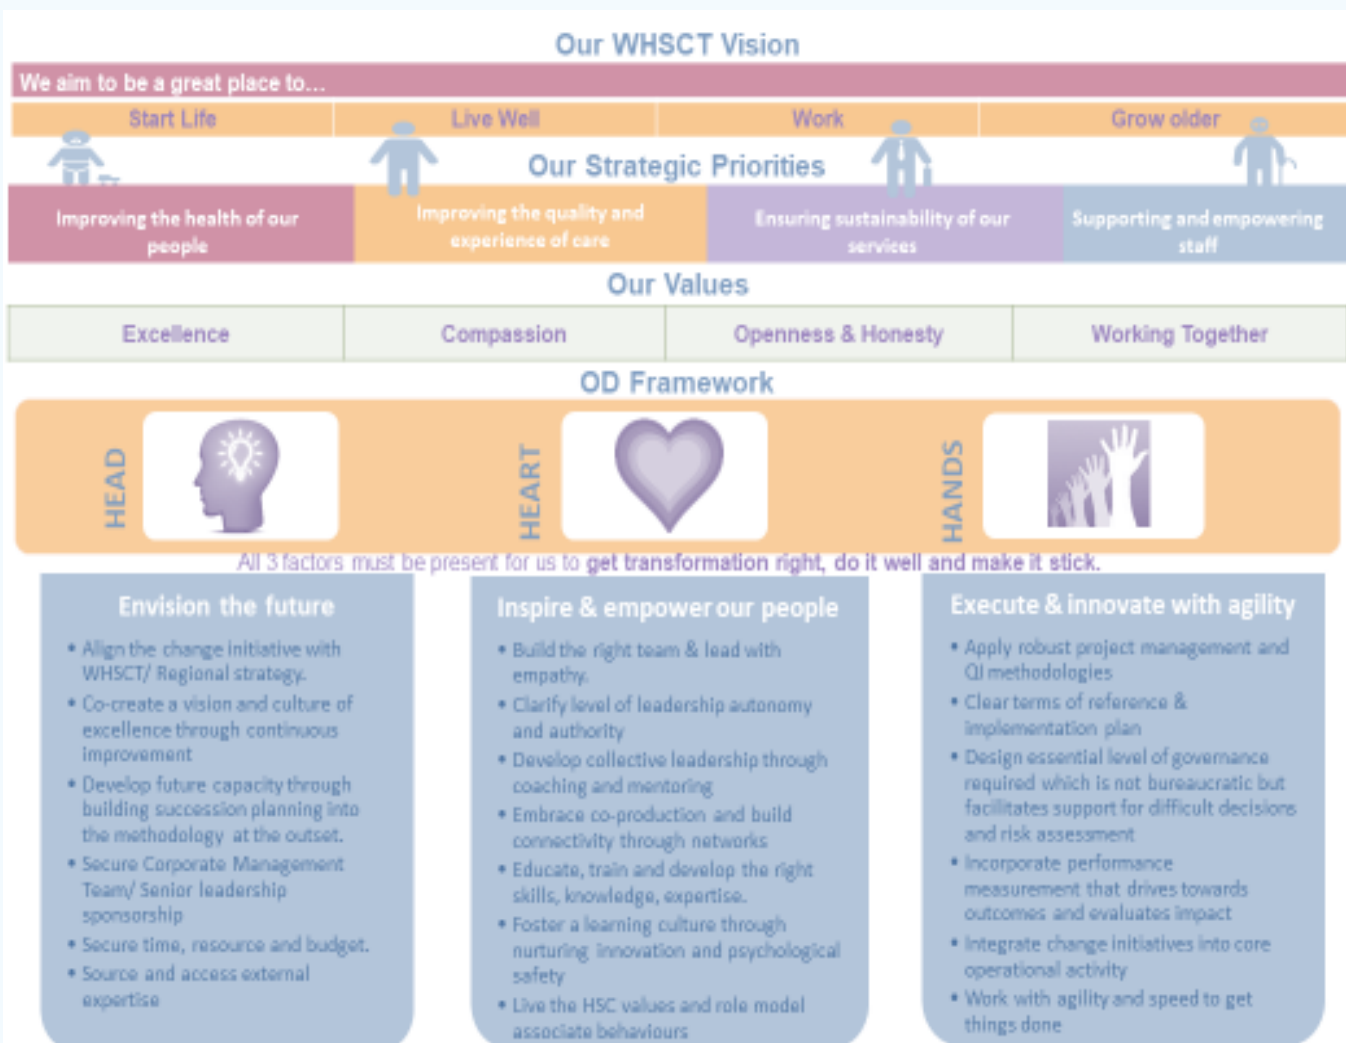 Our WHSCT Vision
We aim to be a great place to...
Start Life
Live Well
Work
Grow older
Our Strategic Priorities
Improving the health of our
people
Improving the quality and
experience of care
Ensuring sustainability of our
services
Supporting and empowering
staff
Our Values
Excellence
Compassion
Openness & Honesty
Working Together
OD Framework
HEAD
HEART
HANDS
All 3 factors must be present for us to get transformation right, do it well and make it stick.
Envision the future
• Align the change initiative with
WHSCT/ Regional strategy.
• Co-create a vision and culture of
excellence through continuous
improvement
• Develop future capacity through
building succession planning into
the methodology at the outset.
• Secure Corporate Management
Team/ Senior leadership
sponsorship
• Secure time, resource and budget.
• Source and access external
expertise
Inspire & empower our people
• Build the right team & lead with
empathy.
• Clarify level of leadership autonomy
and authority
• Develop collective leadership through
coaching and mentoring
• Embrace co-production and build
connectivity through networks
• Educate, train and develop the right
skills, knowledge, expertise.
• Foster a learning culture through
nurturing innovation and psychological
safety
• Live the HSC values and role model
associate behaviours
Execute & innovate with agility
• Apply robust project management and
QI methodologies
• Clear terms of reference &
implementation plan
• Design essential level of governance
required which is not bureaucratic but
facilitates support for difficult decisions
and risk assessment
• Incorporate performance
measurement that drives towards
outcomes and evaluates impact
• Integrate change initiatives into core
operational activity
• Work with agility and speed to get
things done